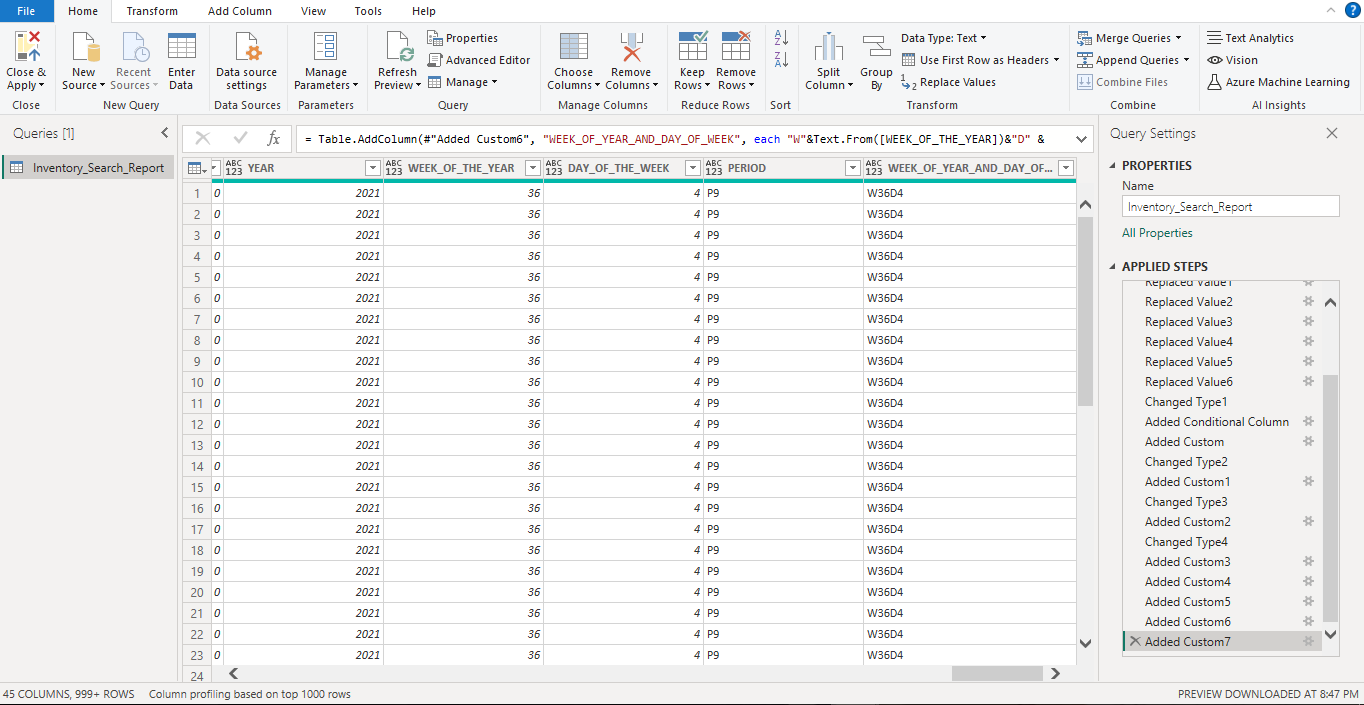 File Home Transform Add Column View Tools Help ?
Close & Apply
New Source
Recent Sources
Enter Data
Data source settings
Manage Parameters
Refresh Preview
Properties
Advanced Editor
Manage
Choose Columns
Remove Columns
Keep Rows
Remove Rows
Split Column
Group By
Data Type: Text
Use First Row as Headers
Replace Values
Merge Queries
Append Queries
Combine Files
Text Analytics
Vision
Azure Machine Learning
Close New Query Data Sources Parameters Query Manage Columns Reduce Rows Sort Transform Combine AI Insights
Queries [1]
Inventory_Search_Report
fx = Table.AddColumn(#"Added Custom6", "WEEK_OF_YEAR_AND_DAY_OF_WEEK", each "W"&Text.From([WEEK_OF_THE_YEAR])&"D" &
ABC 123 YEAR ABC 123 WEEK_OF_THE_YEAR ABC 123 DAY_OF_THE_WEEK ABC 123 PERIOD ABC 123 WEEK_OF_YEAR_AND_DAY_OF...
1 0 2021 36 4 P9 W36D4
2 0 2021 36 4 P9 W36D4
3 0 2021 36 4 P9 W36D4
4 0 2021 36 4 P9 W36D4
5 0 2021 36 4 P9 W36D4
6 0 2021 36 4 P9 W36D4
7 0 2021 36 4 P9 W36D4
8 0 2021 36 4 P9 W36D4
9 0 2021 36 4 P9 W36D4
10 0 2021 36 4 P9 W36D4
11 0 2021 36 4 P9 W36D4
12 0 2021 36 4 P9 W36D4
13 0 2021 36 4 P9 W36D4
14 0 2021 36 4 P9 W36D4
15 0 2021 36 4 P9 W36D4
16 0 2021 36 4 P9 W36D4
17 0 2021 36 4 P9 W36D4
18 0 2021 36 4 P9 W36D4
19 0 2021 36 4 P9 W36D4
20 0 2021 36 4 P9 W36D4
21 0 2021 36 4 P9 W36D4
22 0 2021 36 4 P9 W36D4
23 0 2021 36 4 P9 W36D4
24
Query Settings
PROPERTIES
Name
Inventory_Search_Report
All Properties
APPLIED STEPS
Replaced Value1
Replaced Value2
Replaced Value3
Replaced Value4
Replaced Value5
Replaced Value6
Changed Type1
Added Conditional Column
Added Custom
Changed Type2
Added Custom1
Changed Type3
Added Custom2
Changed Type4
Added Custom3
Added Custom4
Added Custom5
Added Custom6
Added Custom7
45 COLUMNS, 999+ ROWS Column profiling based on top 1000 rows PREVIEW DOWNLOADED AT 8:47 PM